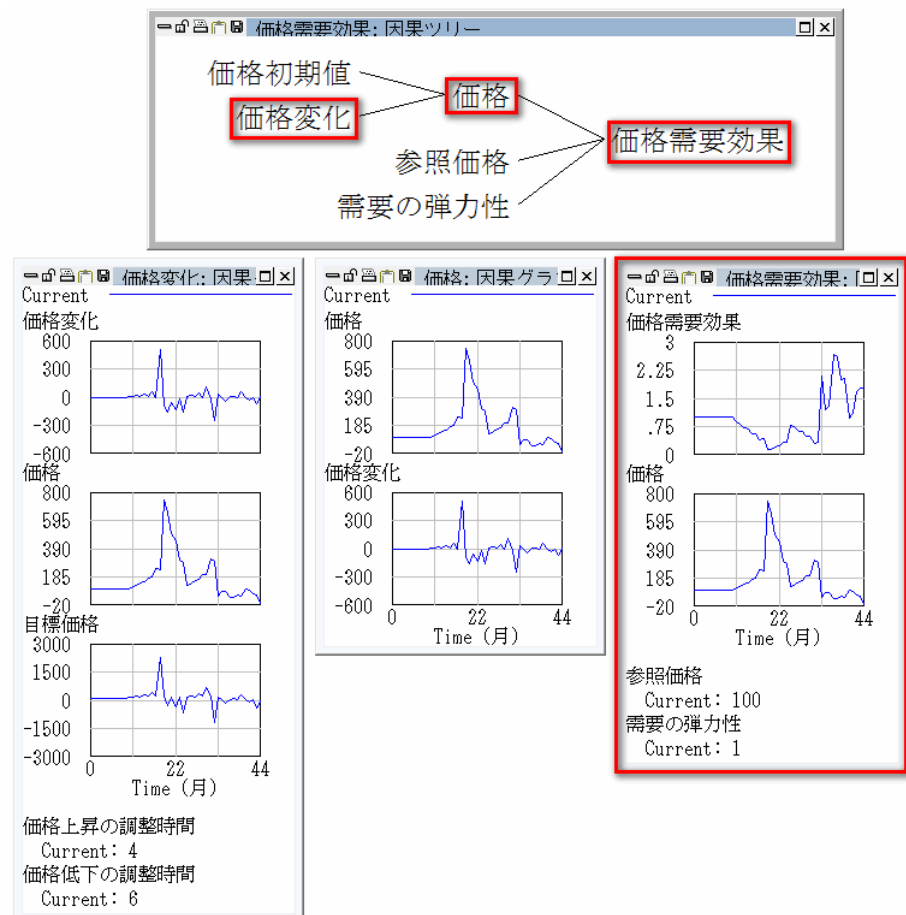 価格需要効果: 因果ツリー
価格初期値
価格変化
価格
参照価格
需要の弾力性
価格需要効果
価格変化: 因果
Current
価格変化
600
300
0
-300
-600
価格
800
595
390
185
-20
目標価格
3000
1500
0
-1500
-3000
0 22 44
Time (月)
価格上昇の調整時間
Current: 4
価格低下の調整時間
Current: 6
価格: 因果グラ
Current
価格
800
595
390
185
-20
価格変化
600
300
0
-300
-600
0 22 44
Time (月)
価格需要効果:
Current
価格需要効果
3
2.25
1.5
.75
0
価格
800
595
390
185
-20
0 22 44
Time (月)
参照価格
Current: 100
需要の弾力性
Current: 1